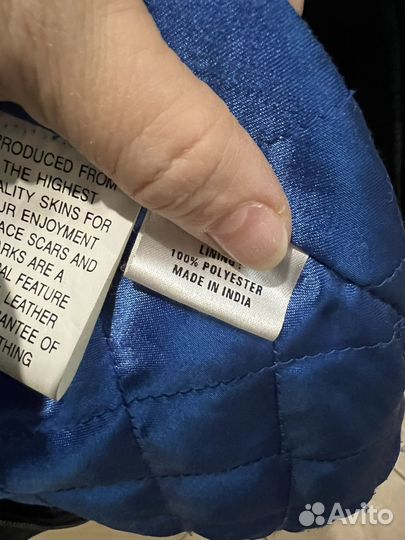 PRODUCED FROM
THE HIGHEST
ALITY SKINS FOR
UR ENJOYMENT
ACE SCARS AND
ARKS ARE A
AL FEATURE
LEATHER
ARANTEE OF
THING
LINING:
100% POLYESTER
MADE IN INDIA
Avito